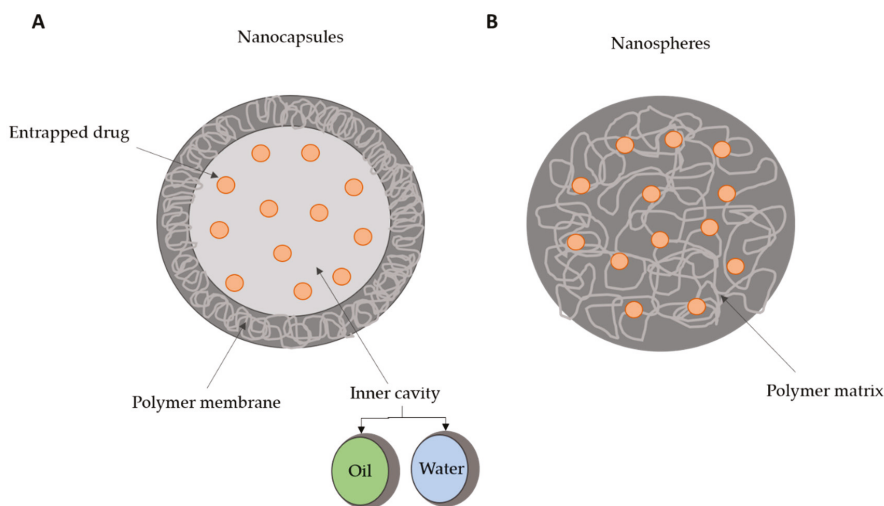 A
Nanocapsules
B
Nanospheres
Entrapped drug
Polymer membrane
Inner cavity
Polymer matrix
Oil
Water